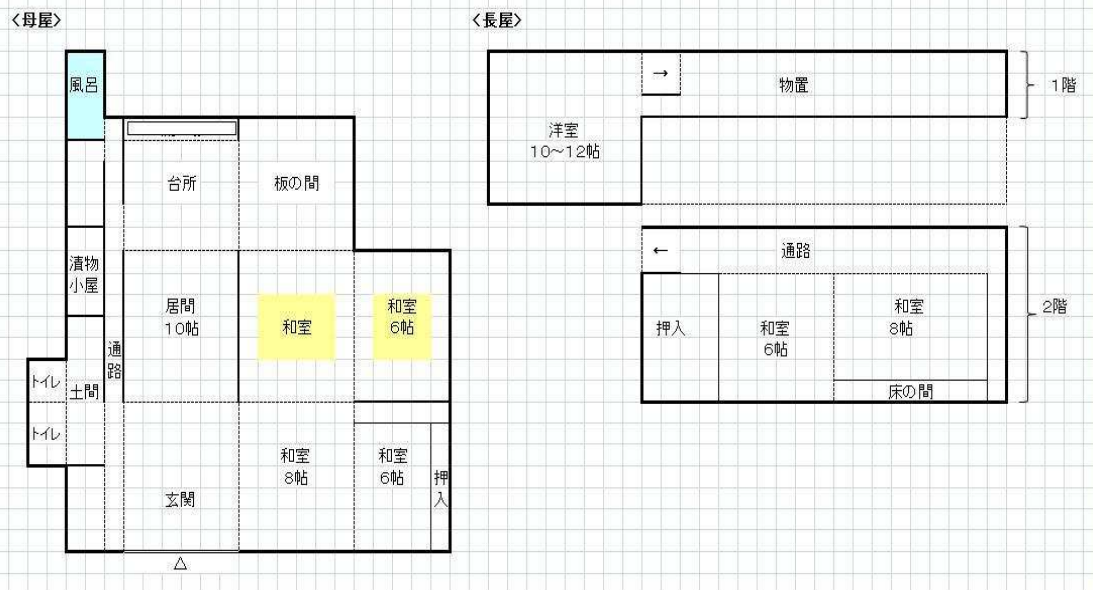 〈母屋〉
風呂
台所
板の間
漬物
小屋
居間
10帖
和室
和室
6帖
通
路
トイレ
土間
トイレ
和室
8帖
和室
6帖
押
入
玄関
△
〈長屋〉
→
物置
1階
洋室
10～12帖
←
通路
2階
押入
和室
6帖
和室
8帖
床の間